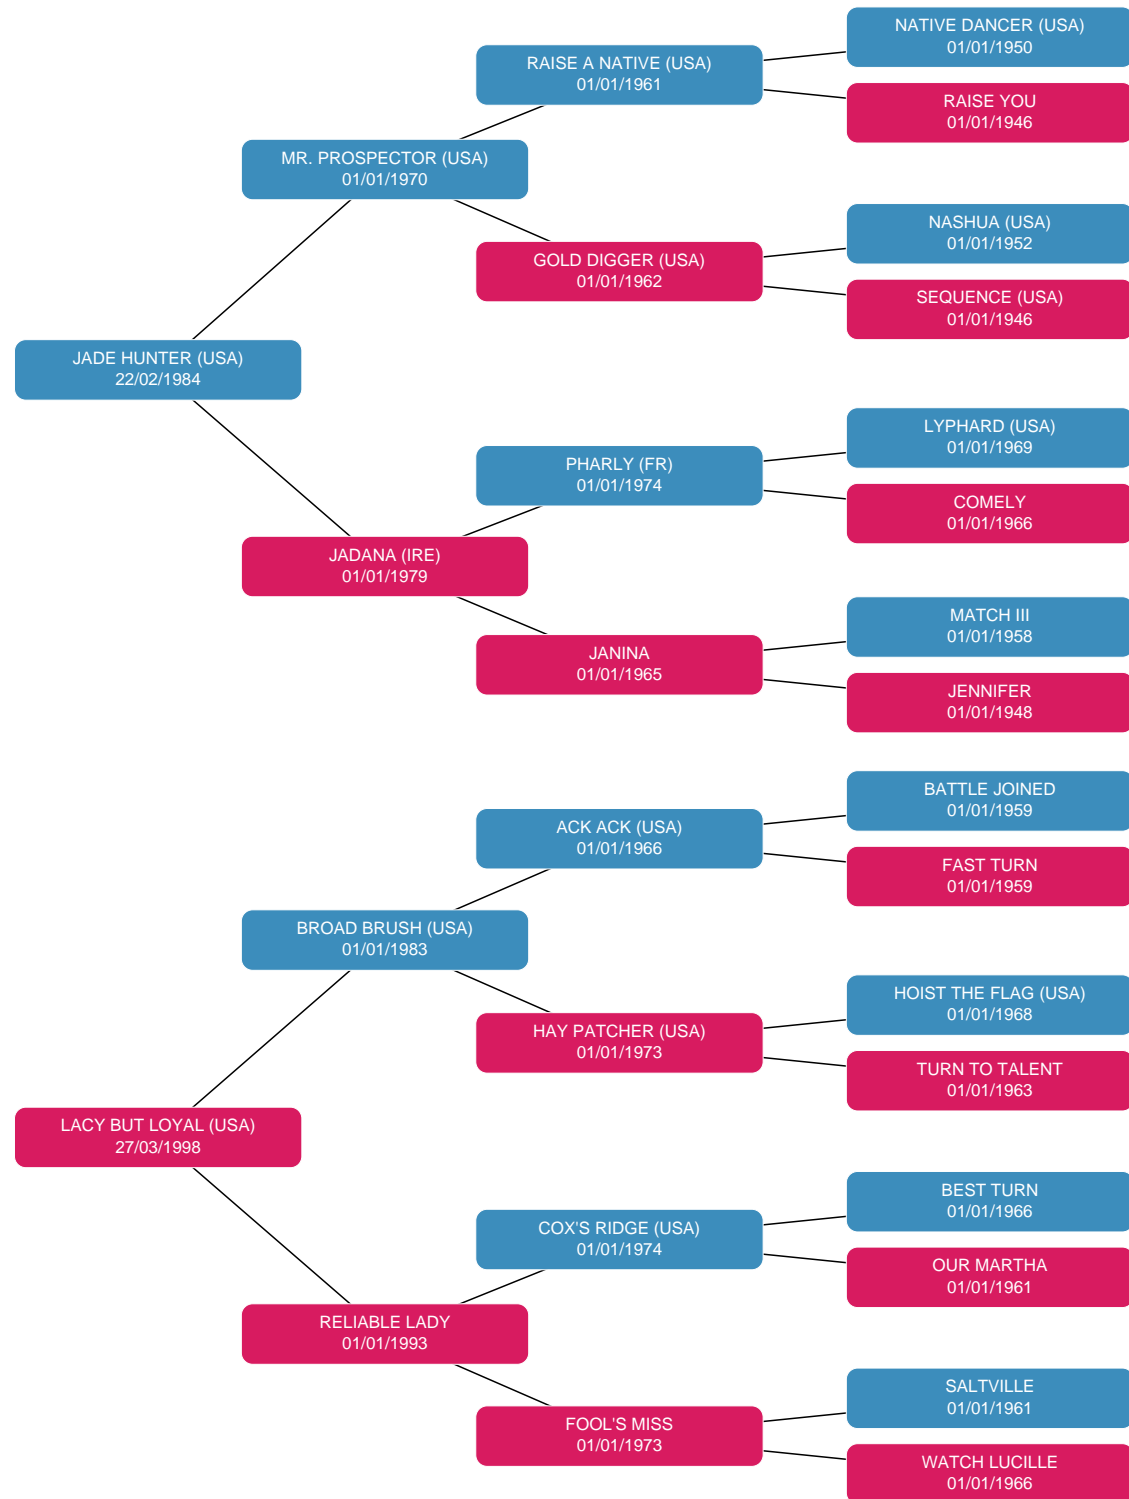 NATIVE DANCER (USA)
01/01/1950
RAISE A NATIVE (USA)
01/01/1961
RAISE YOU
01/01/1946
MR. PROSPECTOR (USA)
01/01/1970
NASHUA (USA)
01/01/1952
GOLD DIGGER (USA)
01/01/1962
SEQUENCE (USA)
01/01/1946
JADE HUNTER (USA)
22/02/1984
LYPHARD (USA)
01/01/1969
PHARLY (FR)
01/01/1974
COMELY
01/01/1966
JADANA (IRE)
01/01/1979
MATCH III
01/01/1958
JANINA
01/01/1965
JENNIFER
01/01/1948
BATTLE JOINED
01/01/1959
ACK ACK (USA)
01/01/1966
FAST TURN
01/01/1959
BROAD BRUSH (USA)
01/01/1983
HOIST THE FLAG (USA)
01/01/1968
HAY PATCHER (USA)
01/01/1973
TURN TO TALENT
01/01/1963
LACY BUT LOYAL (USA)
27/03/1998
BEST TURN
01/01/1966
COX'S RIDGE (USA)
01/01/1974
OUR MARTHA
01/01/1961
RELIABLE LADY
01/01/1993
SALTVILLE
01/01/1961
FOOL'S MISS
01/01/1973
WATCH LUCILLE
01/01/1966